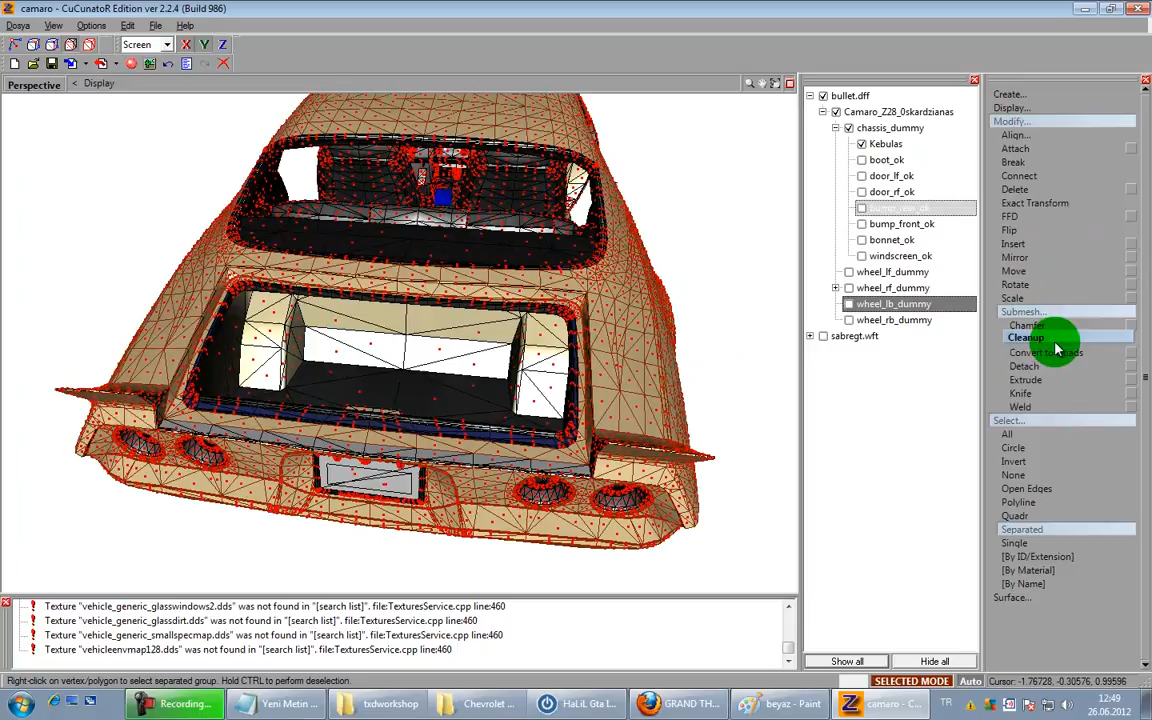 camaro - CuCunatoR Edition ver 2.2.4 (Build 986)
Dosya View Options Edit File Help
Screen X Y Z
Perspective < Display
bullet.dff
Camaro_Z28_0skardzianas
chassis_dummy
Kebulas
boot_ok
door_lf_ok
door_rf_ok
bump_front_ok
bonnet_ok
windscreen_ok
wheel_lf_dummy
wheel_rf_dummy
wheel_lb_dummy
wheel_rb_dummy
sabregt.wft
Show all Hide all
Create...
Display...
Modify...
Align...
Attach
Break
Connect
Delete
Exact Transform
FFD
Flip
Insert
Mirror
Move
Rotate
Scale
Submesh...
Chamfer
Cleanup
Convert to quads
Detach
Extrude
Knife
Weld
Select...
All
Circle
Invert
None
Open Edges
Polyline
Quadr
Separated
Single
[By ID/Extension]
[By Material]
[By Name]
Surface...
Texture "vehicle_generic_glasswindows2.dds" was not found in "[search list]". file:TexturesService.cpp line:460
Texture "vehicle_generic_glassdirt.dds" was not found in "[search list]". file:TexturesService.cpp line:460
Texture "vehicle_generic_smallspecmap.dds" was not found in "[search list]". file:TexturesService.cpp line:460
Texture "vehicleenvmap128.dds" was not found in "[search list]". file:TexturesService.cpp line:460
Right-click on vertex/polygon to select separated group. Hold CTRL to perform deselection.
SELECTED MODE Auto Cursor: -1.76728, -0.30576, 0.99596
Recording... Yeni Metin ... txdworkshop Chevrolet ... HaLiL Gta I... GRAND TH... beyaz - Paint camaro - C...
TR 12:49
26.06.2012